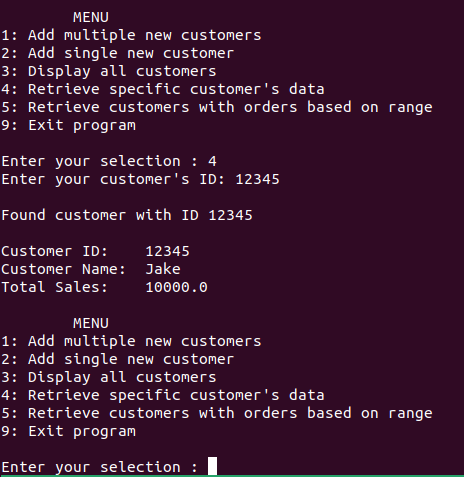 MENU
1: Add multiple new customers
2: Add single new customer
3: Display all customers
4: Retrieve specific customer's data
5: Retrieve customers with orders based on range
9: Exit program
Enter your selection : 4
Enter your customer's ID: 12345
Found customer with ID 12345
Customer ID:    12345
Customer Name:  Jake
Total Sales:    10000.0
MENU
1: Add multiple new customers
2: Add single new customer
3: Display all customers
4: Retrieve specific customer's data
5: Retrieve customers with orders based on range
9: Exit program
Enter your selection :